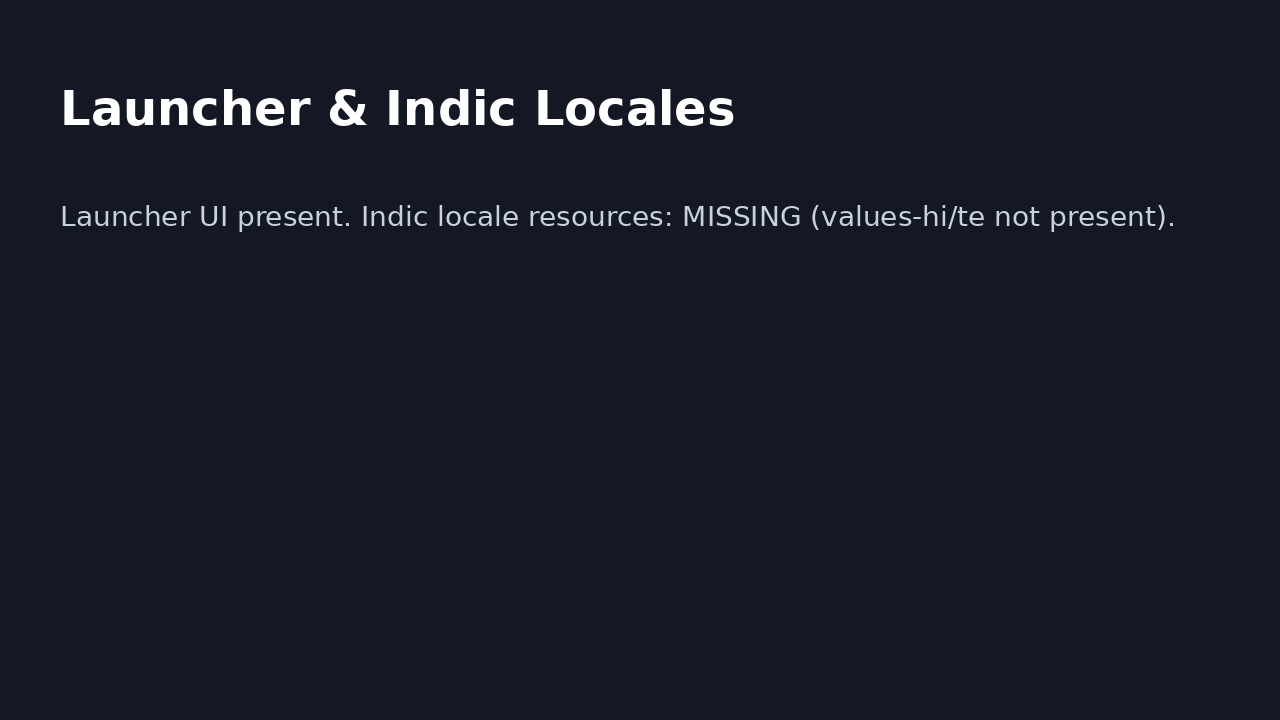 Launcher & Indic Locales
Launcher UI present. Indic locale resources: MISSING (values-hi/te not present).